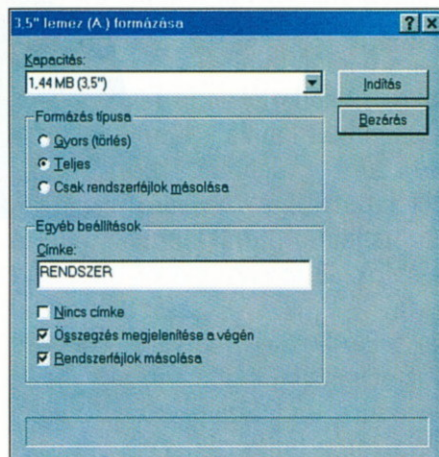 3,5" lemez (A:) formázása
Kapacitás:
1,44 MB (3,5")
Indítás
Bezárás
Formázás típusa
Gyors (törlés)
Teljes
Csak rendszerfájlok másolása
Egyéb beállítások
Címke:
RENDSZER
Nincs címke
Összegzés megjelenítése a végén
Rendszerfájlok másolása